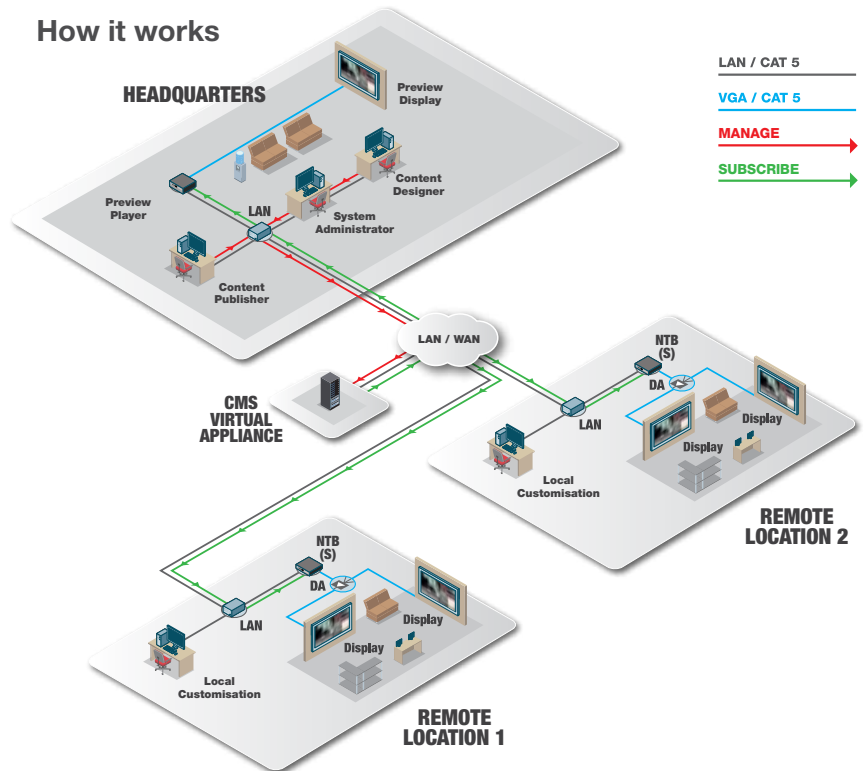 How it works
HEADQUARTERS
Preview
Display
LAN / CAT 5
VGA / CAT 5
MANAGE
SUBSCRIBE
Content
Designer
Preview
Player
LAN
System
Administrator
Content
Publisher
LAN / WAN
CMS
VIRTUAL
APPLIANCE
NTB
(S)
DA
LAN
Display
Display
Local
Customisation
REMOTE
LOCATION 2
NTB
(S)
DA
LAN
Display
Display
Local
Customisation
REMOTE
LOCATION 1